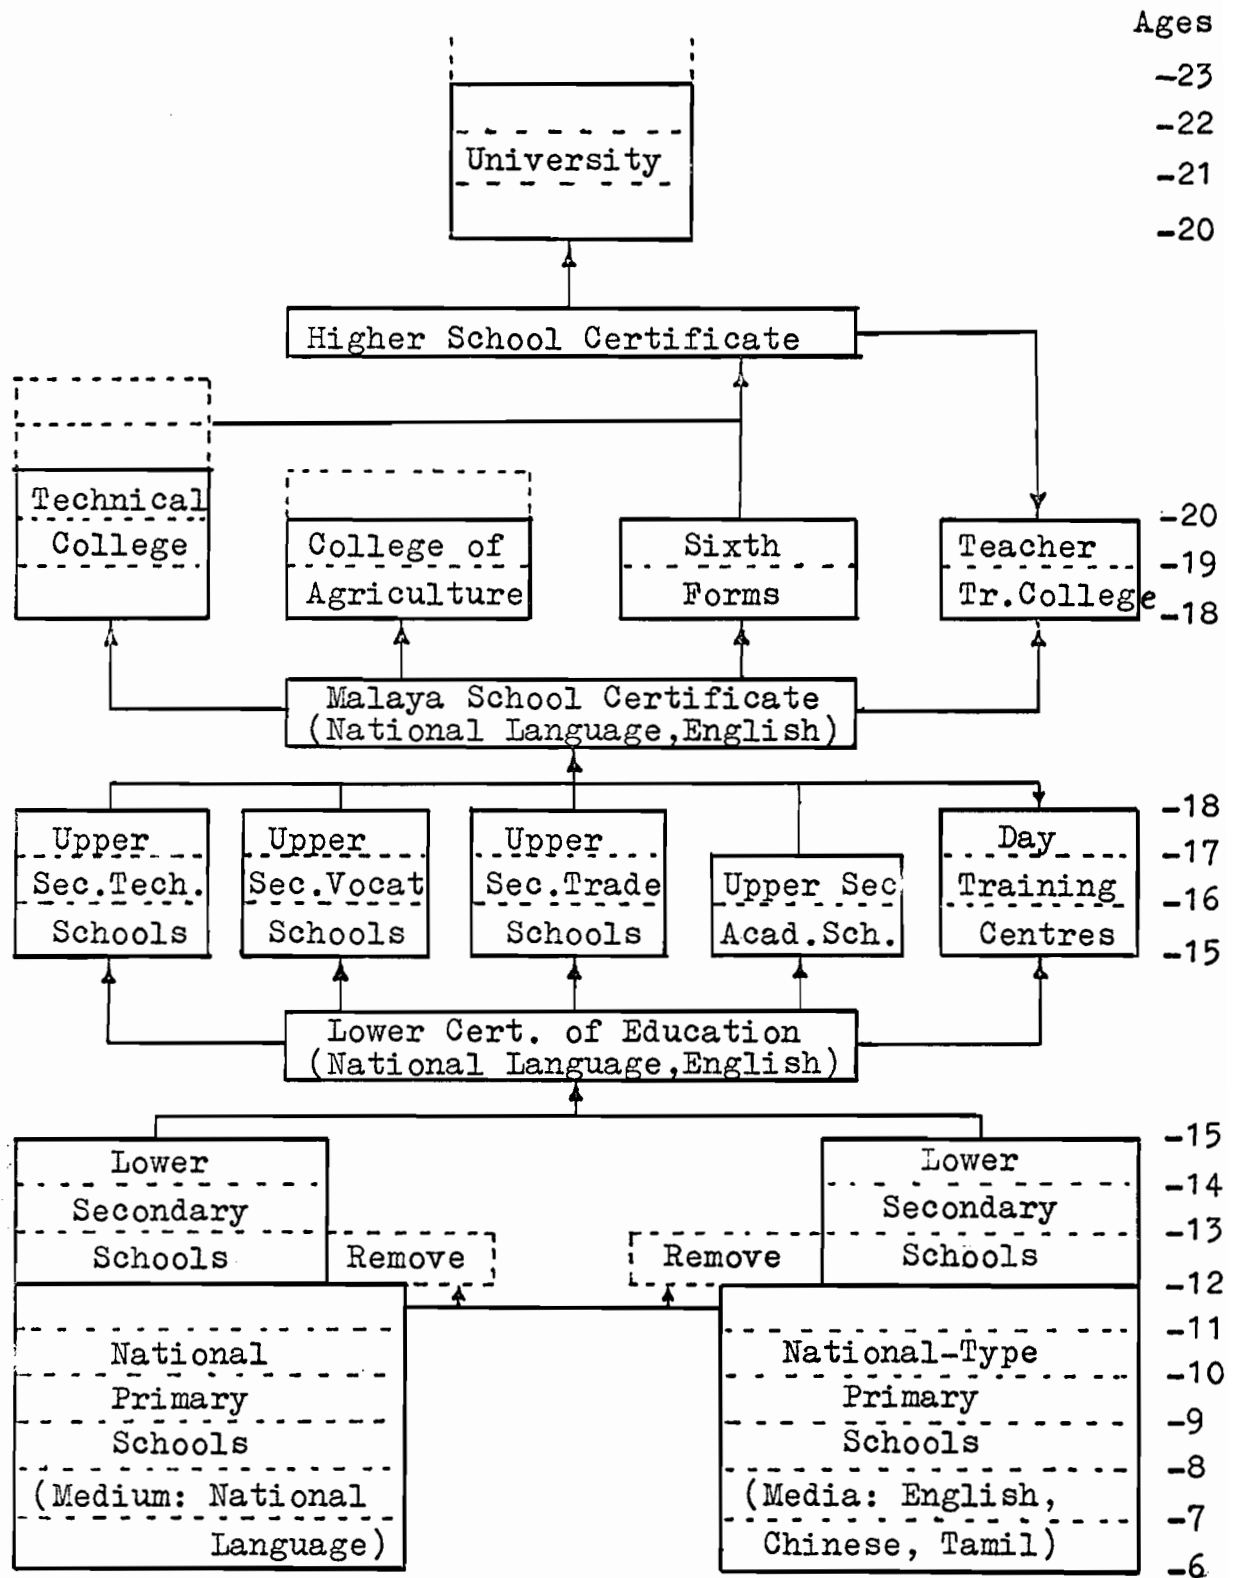 Ages
-23
-22
University
-21
-20
Higher School Certificate
Technical
College
College of
Agriculture
Sixth
Forms
Teacher
Tr.College
-20
-19
-18
Malaya School Certificate
(National Language,English)
Upper
Sec.Tech.
Schools
Upper
Sec.Vocat
Schools
Upper
Sec.Trade
Schools
Upper Sec
Acad.Sch.
Day
Training
Centres
-18
-17
-16
-15
Lower Cert. of Education
(National Language,English)
Lower
Secondary
Schools
Remove
Remove
Lower
Secondary
Schools
-15
-14
-13
-12
National
Primary
Schools
(Medium: National
Language)
National-Type
Primary
Schools
(Media: English,
Chinese, Tamil)
-11
-10
-9
-8
-7
-6